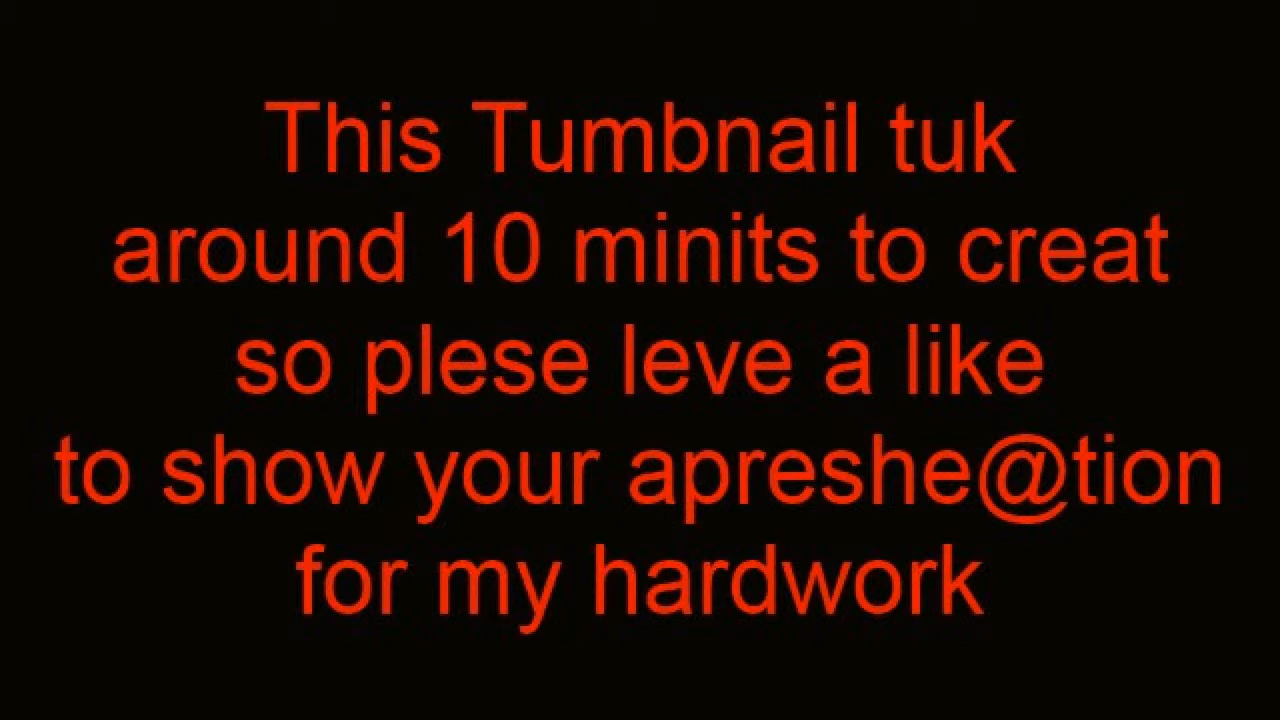 This Tumbnail tuk
around 10 minits to creat
so plese leve a like
to show your apreshe@tion
for my hardwork